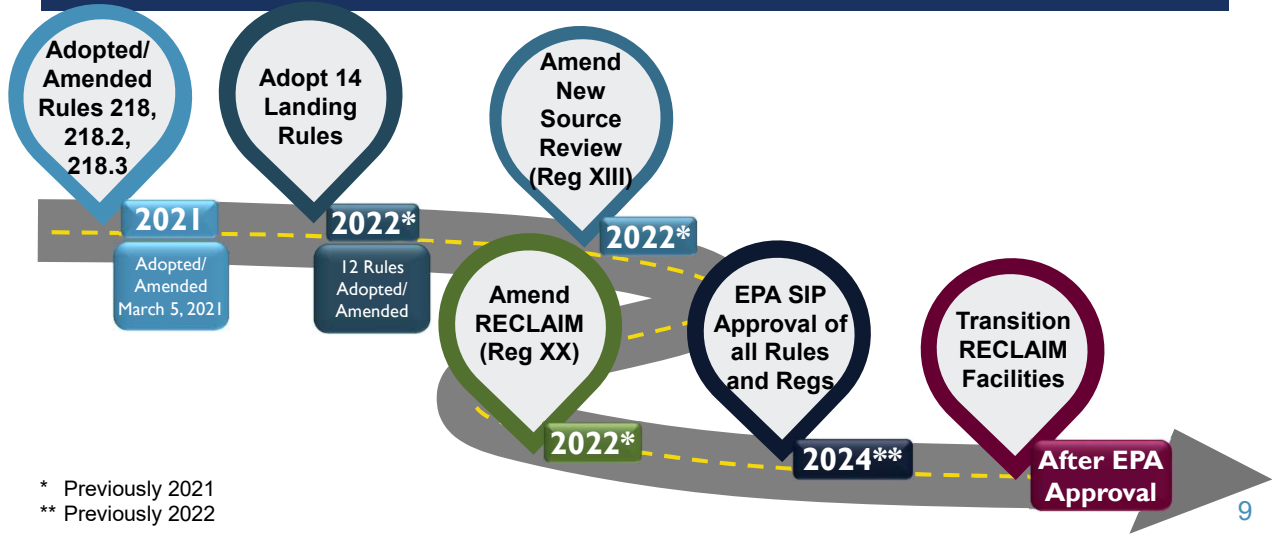 Adopted/
Amended
Rules 218,
218.2,
218.3
2021
Adopted/
Amended
March 5, 2021
Adopt 14
Landing
Rules
2022*
12 Rules
Adopted/
Amended
Amend
New
Source
Review
(Reg XIII)
2022*
Amend
RECLAIM
(Reg XX)
2022*
EPA SIP
Approval of
all Rules
and Regs
2024**
Transition
RECLAIM
Facilities
After EPA
Approval
* Previously 2021
** Previously 2022
9